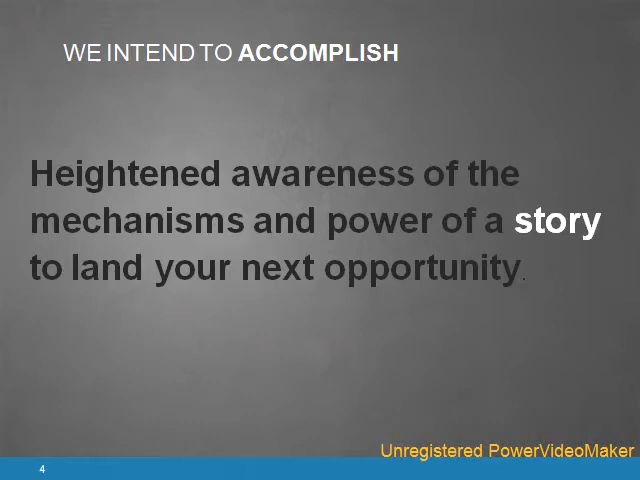 WE INTEND TO ACCOMPLISH
Heightened awareness of the
mechanisms and power of a story
to land your next opportunity.
Unregistered PowerVideoMaker
4